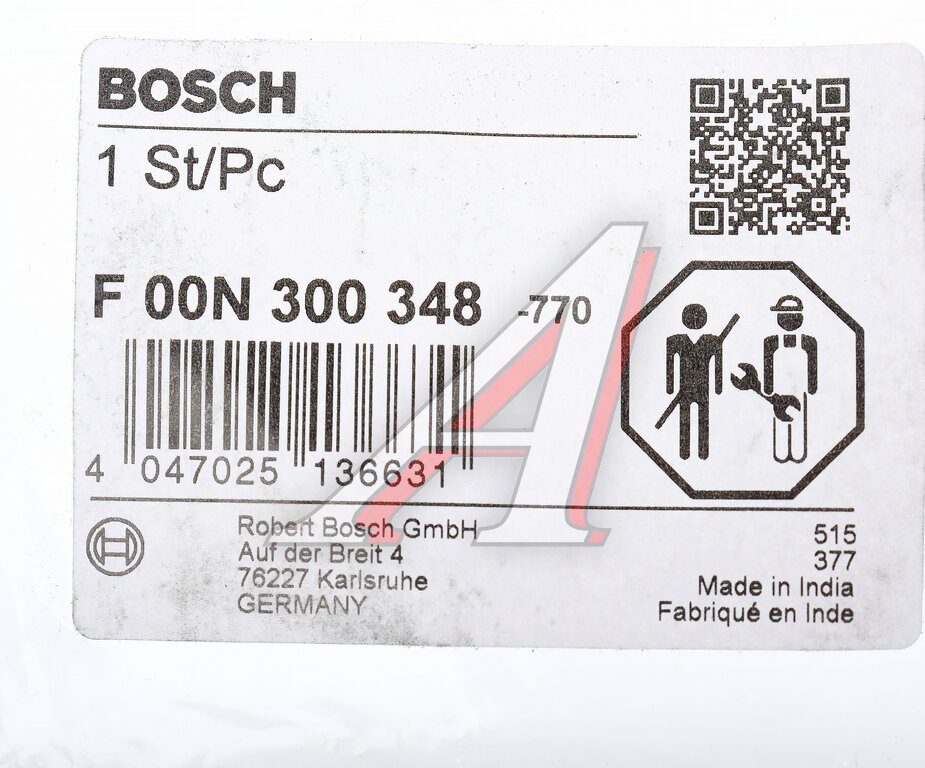 BOSCH
1 St/Pc
F 00N 300 348 -770
4 047025 136631
Robert Bosch GmbH
Auf der Breit 4
76227 Karlsruhe
GERMANY
515
377
Made in India
Fabriqué en Inde